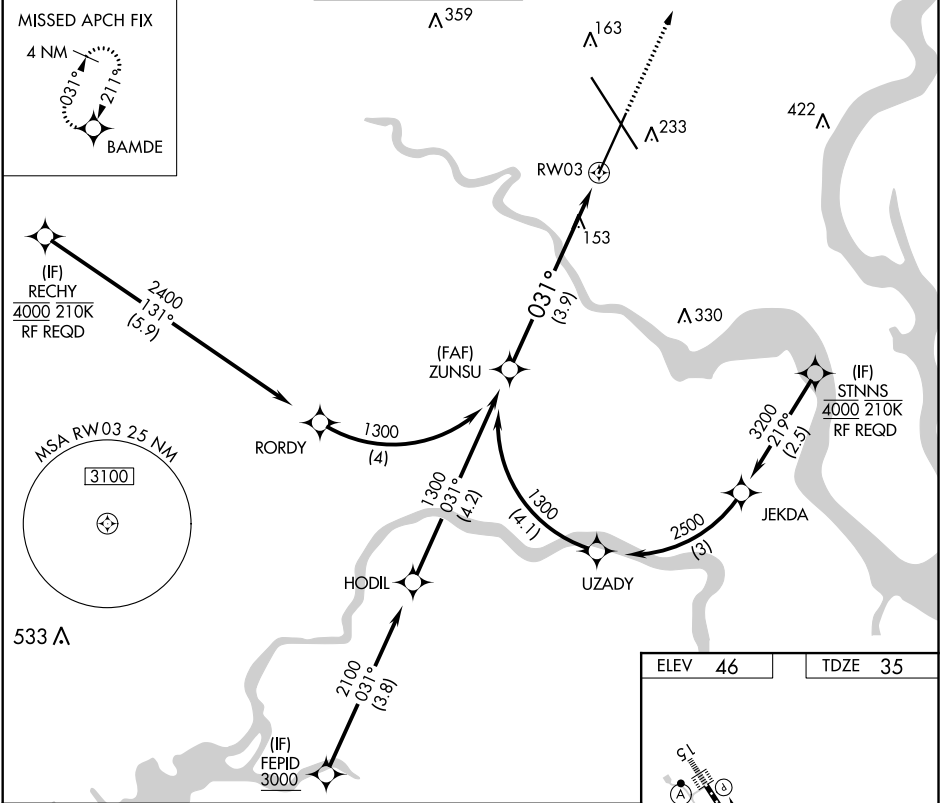 MISSED APCH FIX
4 NM
031°
211°
BAMDE
359
163
233
422
RW03
153
031°
(3.9)
330
(IF)
RECHY
4000 210K
RF REQD
2400
131°
(5.9)
(FAF)
ZUNSU
(IF)
STNNS
4000 210K
RF REQD
3200
219°
(2.5)
RORDY
1300
(4)
MSA RW03 25 NM
3100
1300
031°
(4.2)
1300
(4.1)
2500
(3)
JEKDA
HODIL
UZADY
533
2100
031°
(3.8)
(IF)
FEPID
3000
ELEV 46
TDZE 35
15
A
P